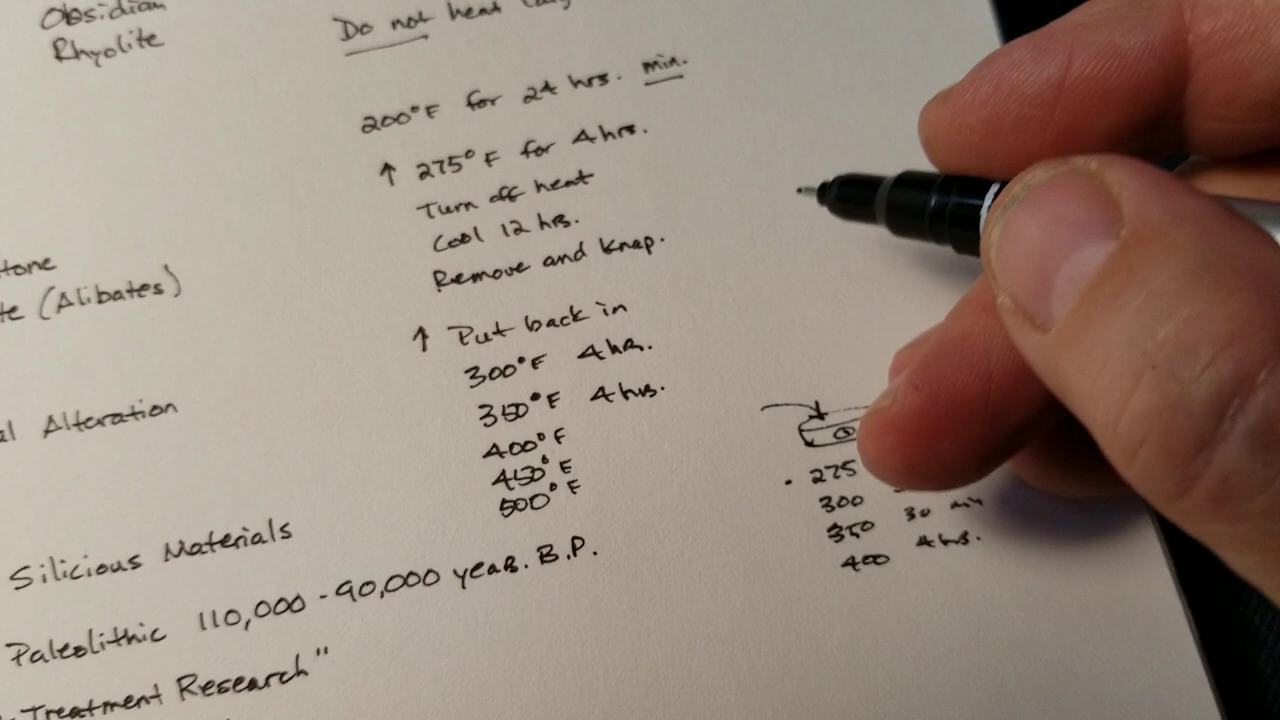 Obsidian
Rhyolite
Do not heat
200°F for 24 hrs. min.
↑ 275°F for 4 hrs.
Turn off heat
Cool 12 hrs.
Remove and knap.
tone
te (Alibates)
↑ Put back in
300°F 4 hr.
350°F 4 hrs.
al Alteration
400°F
450°F
500°F
. 275
300
350 30 min
400 4 hrs.
Silicious Materials
Paleolithic 110,000 - 90,000 years. B.P.
Treatment Research"